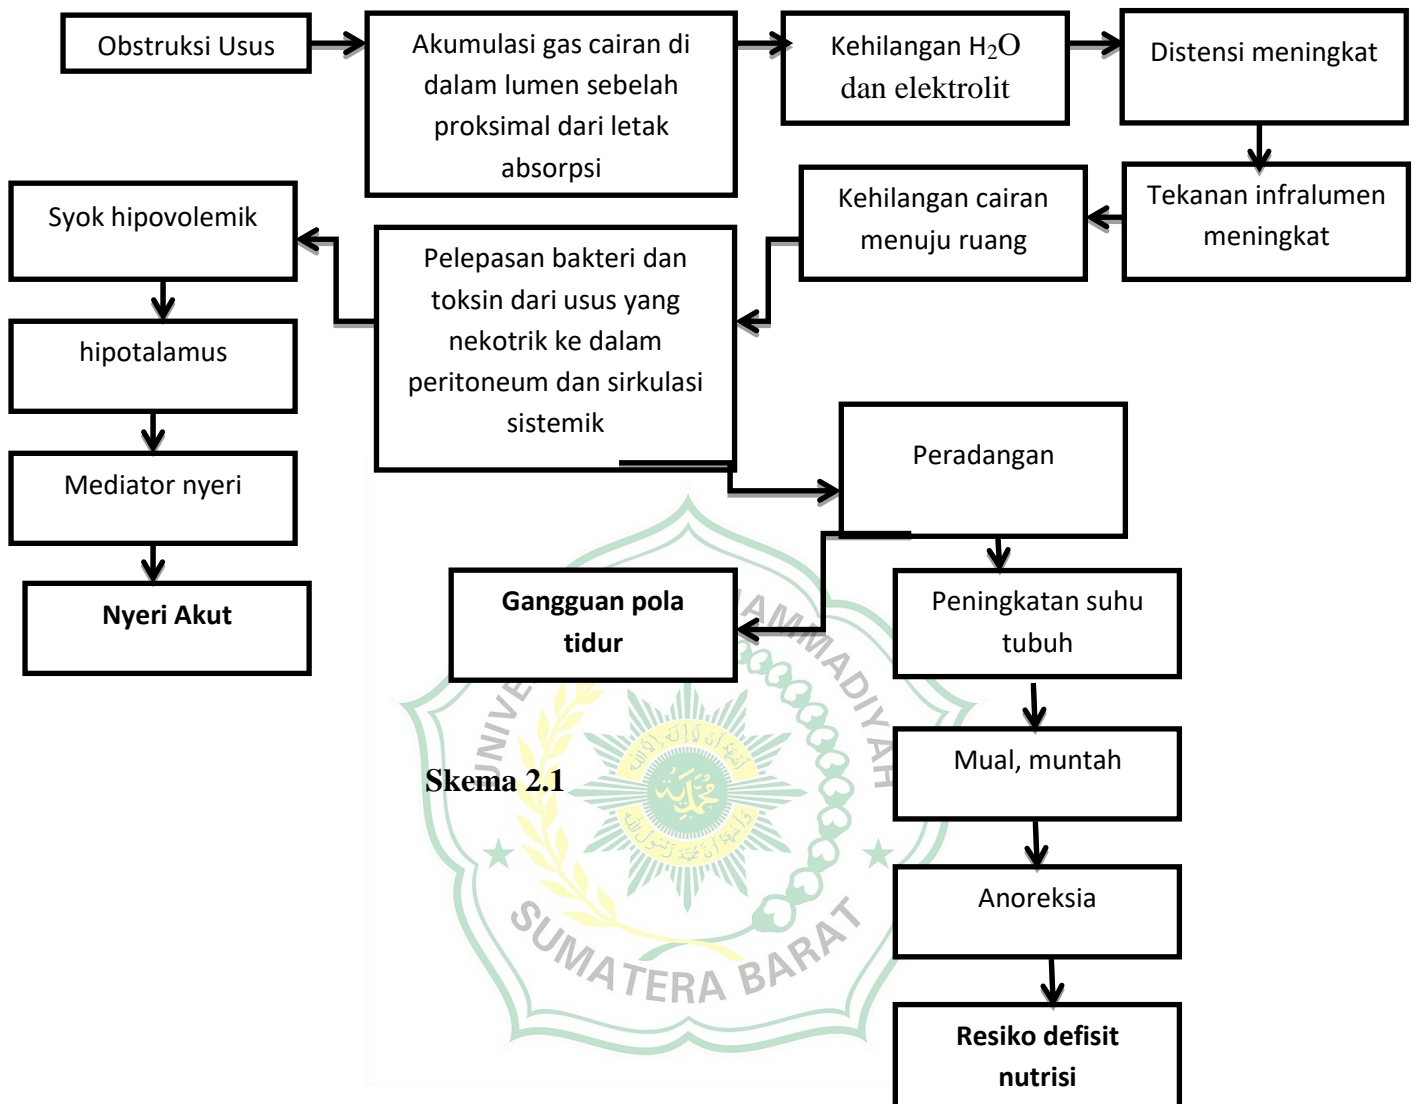 Obstruksi Usus
Akumulasi gas cairan di
dalam lumen sebelah
proksimal dari letak
absorpsi
Kehilangan H₂O
dan elektrolit
Distensi meningkat
Tekanan infralumen
meningkat
Kehilangan cairan
menuju ruang
Pelepasan bakteri dan
toksin dari usus yang
nekotrik ke dalam
peritoneum dan sirkulasi
sistemik
Syok hipovolemik
hipotalamus
Mediator nyeri
Nyeri Akut
Peradangan
Gangguan pola
tidur
Peningkatan suhu
tubuh
Mual, muntah
Anoreksia
Resiko defisit
nutrisi
Skema 2.1
SUMATERA BARAT